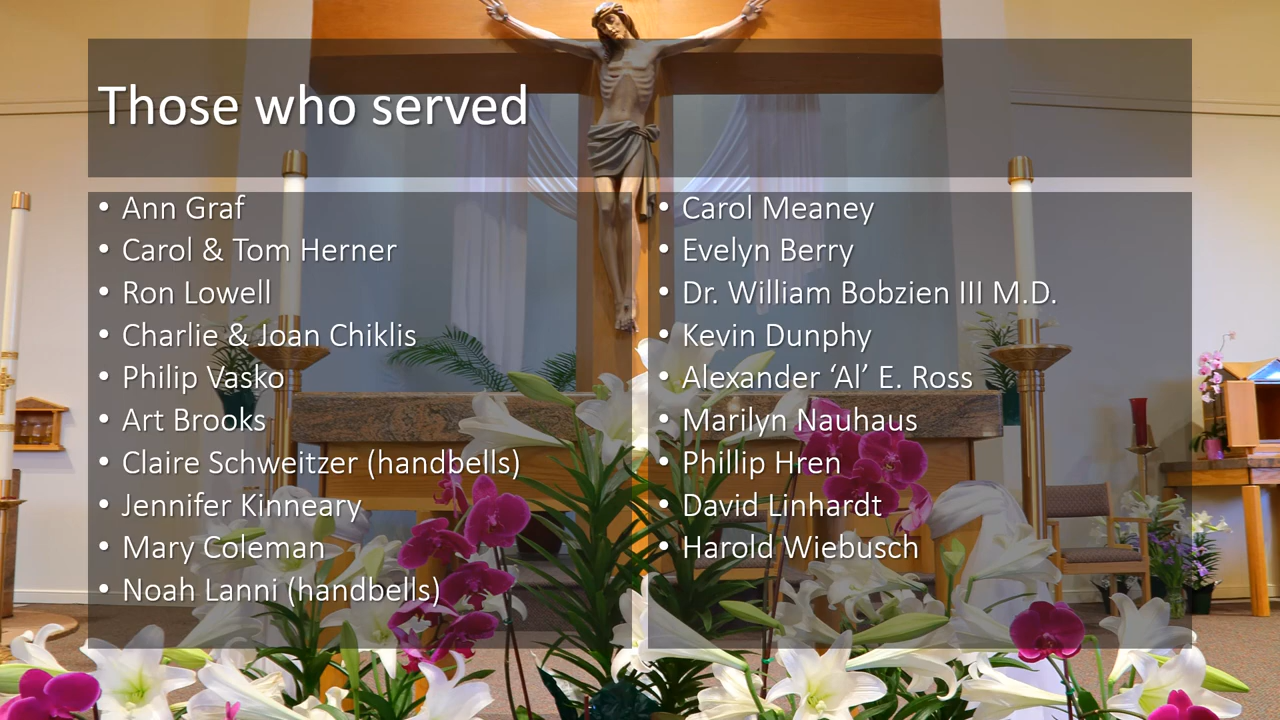 Those who served
• Ann Graf
• Carol & Tom Herner
• Ron Lowell
• Charlie & Joan Chiklis
• Philip Vasko
• Art Brooks
• Claire Schweitzer (handbells)
• Jennifer Kinneary
• Mary Coleman
• Noah Lanni (handbells)
• Carol Meaney
• Evelyn Berry
• Dr. William Bobzien III M.D.
• Kevin Dunphy
• Alexander ‘Al’ E. Ross
• Marilyn Nauhaus
• Phillip Hren
• David Linhardt
• Harold Wiebusch